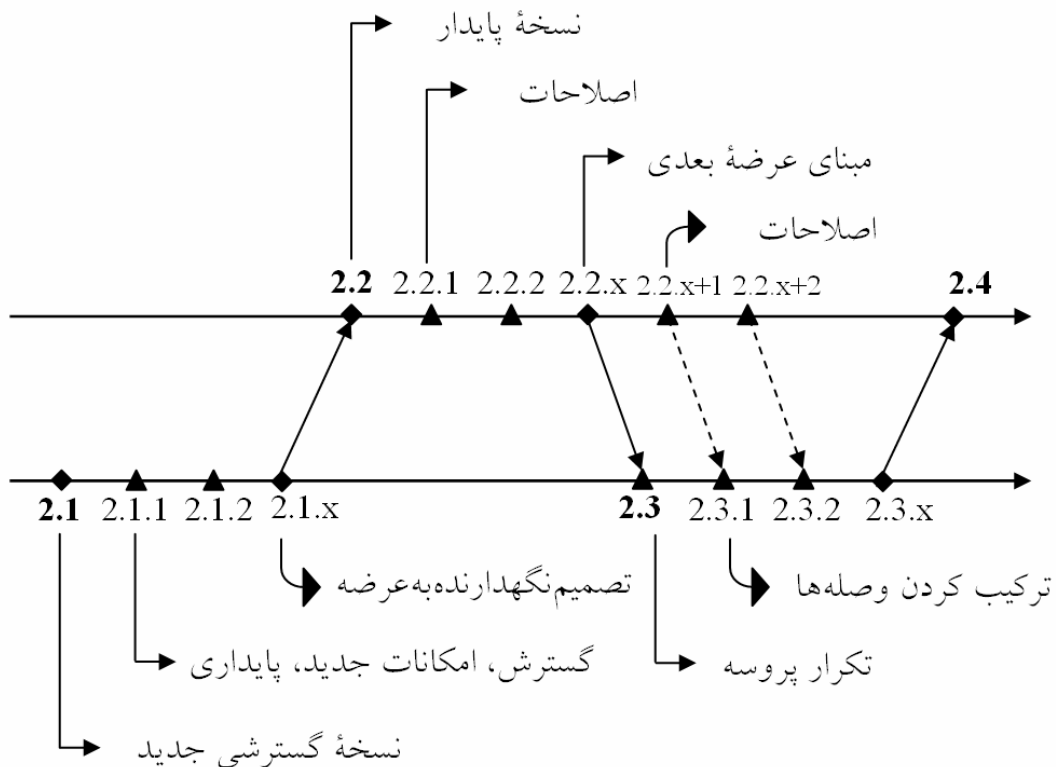 نسخهٔ پایدار
اصلاحات
مبنای عرضهٔ بعدی
اصلاحات
2.2 2.2.1 2.2.2 2.2.x 2.2.x+1 2.2.x+2 2.4
2.1 2.1.1 2.1.2 2.1.x 2.3 2.3.1 2.3.2 2.3.x
تصمیم‌نگهدارنده‌به‌عرضه
ترکیب کردن وصله‌ها
گسترش، امکانات جدید، پایداری
تکرار پروسه
نسخهٔ گسترشی جدید